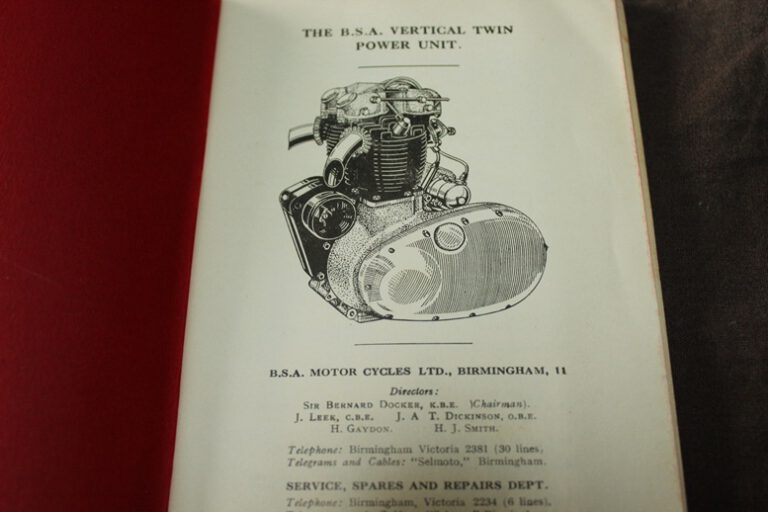 THE B.S.A. VERTICAL TWIN
POWER UNIT.
B.S.A. MOTOR CYCLES LTD., BIRMINGHAM, 11
Directors:
SIR BERNARD DOCKER, K.B.E. (Chairman).
J. LEEK, C.B.E. J. A T. DICKINSON, O.B.E.
H. GAYDON. H. J. SMITH.
Telephone: Birmingham Victoria 2381 (30 lines,
Telegrams and Cables: "Selmoto," Birmingham.
SERVICE, SPARES AND REPAIRS DEPT.
Telephone: Birmingham, Victoria 2234 (6 lines).